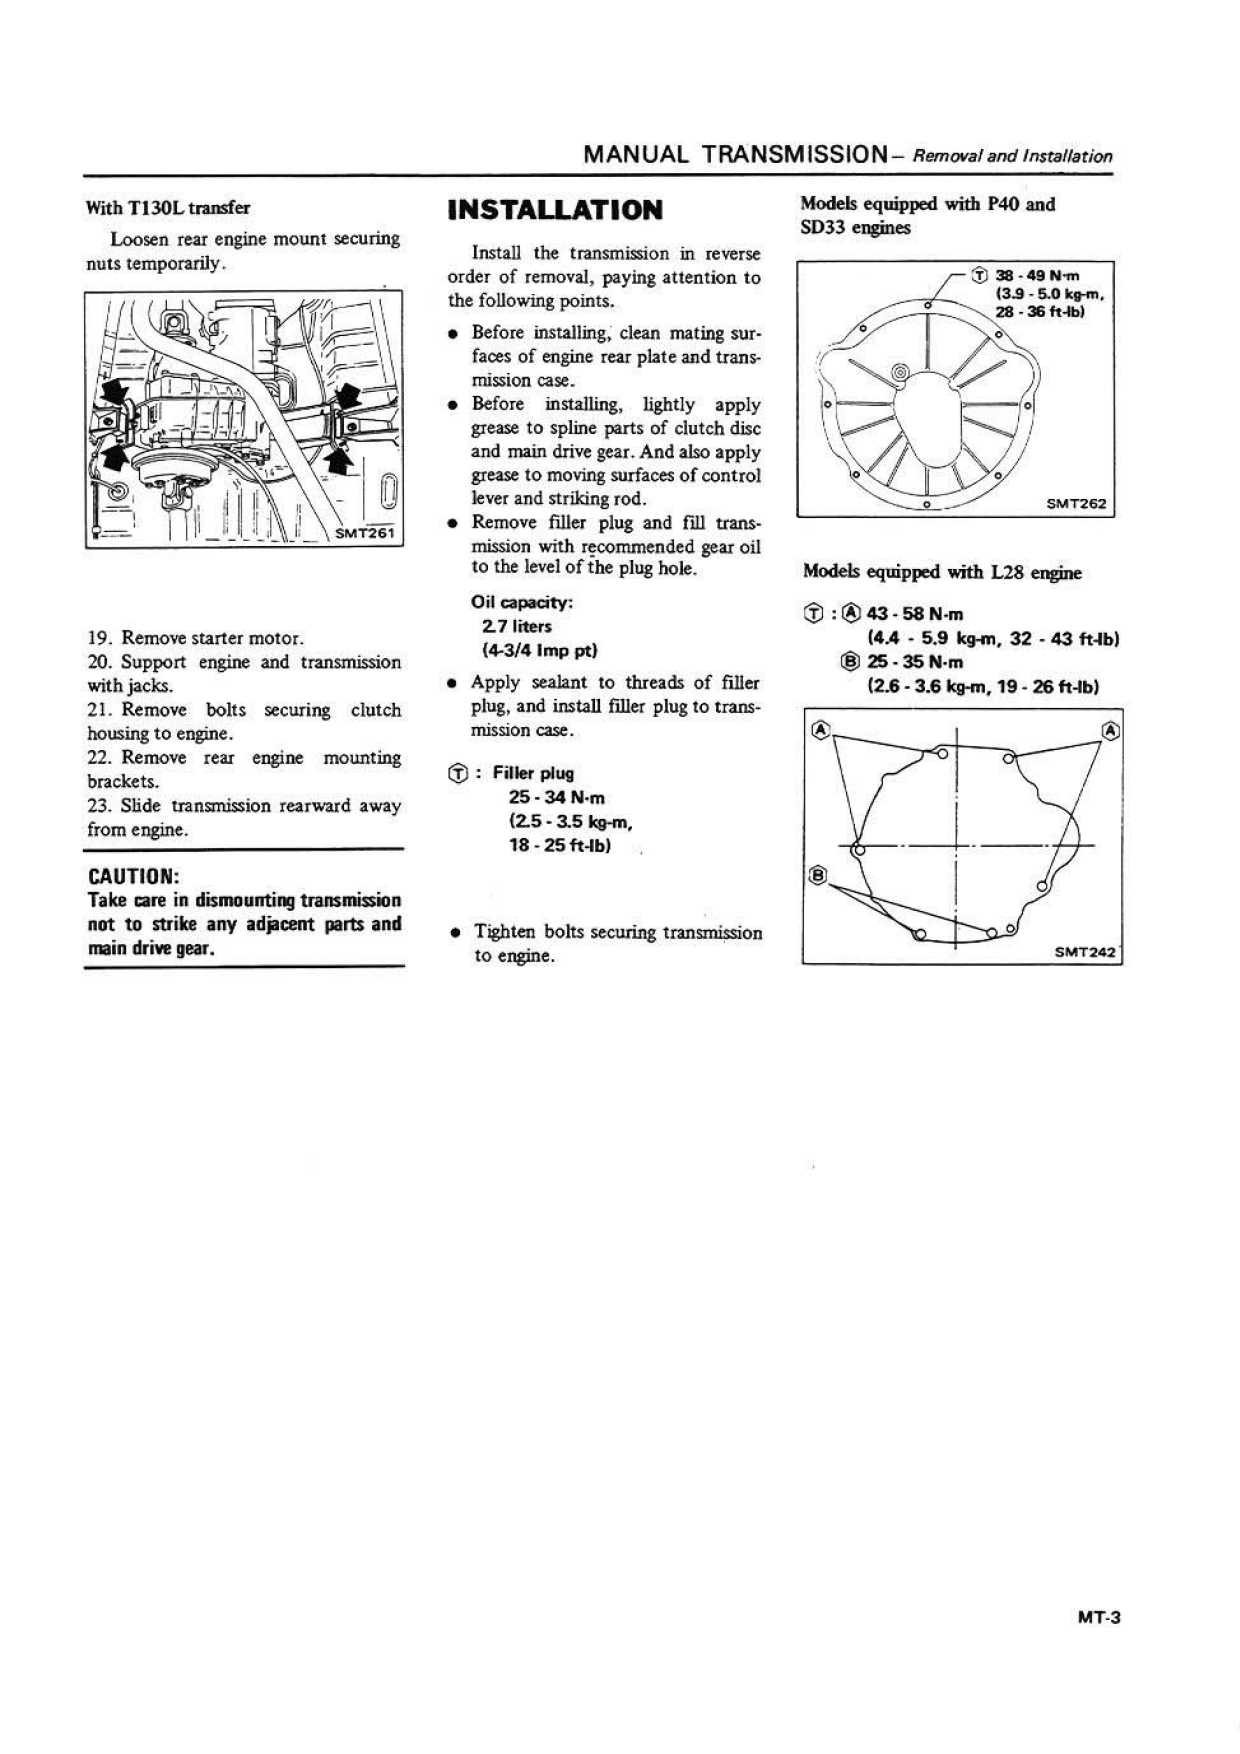 MANUAL TRANSMISSION— Removal and Installation
With T130L transfer
Loosen rear engine mount securing
nuts temporarily.
SMT261
19. Remove starter motor.
20. Support engine and transmission
with jacks.
21. Remove bolts securing clutch
housing to engine.
22. Remove rear engine mounting
brackets.
23. Slide transmission rearward away
from engine.
CAUTION:
Take care in dismounting transmission
not to strike any adjacent parts and
main drive gear.
INSTALLATION
Install the transmission in reverse
order of removal, paying attention to
the following points.
● Before installing, clean mating sur-
faces of engine rear plate and trans-
mission case.
● Before installing, lightly apply
grease to spline parts of clutch disc
and main drive gear. And also apply
grease to moving surfaces of control
lever and striking rod.
● Remove filler plug and fill trans-
mission with recommended gear oil
to the level of the plug hole.
Oil capacity:
2.7 liters
(4-3/4 Imp pt)
● Apply sealant to threads of filler
plug, and install filler plug to trans-
mission case.
Ⓣ : Filler plug
25 - 34 N·m
(2.5 - 3.5 kg-m,
18 - 25 ft-lb)
● Tighten bolts securing transmission
to engine.
Models equipped with P40 and
SD33 engines
Ⓣ 38 - 49 N·m
(3.9 - 5.0 kg-m,
28 - 36 ft-lb)
SMT262
Models equipped with L28 engine
Ⓣ : Ⓐ 43 - 58 N·m
(4.4 - 5.9 kg-m, 32 - 43 ft-lb)
Ⓑ 25 - 35 N·m
(2.6 - 3.6 kg-m, 19 - 26 ft-lb)
Ⓐ Ⓐ
Ⓑ
SMT242
MT-3